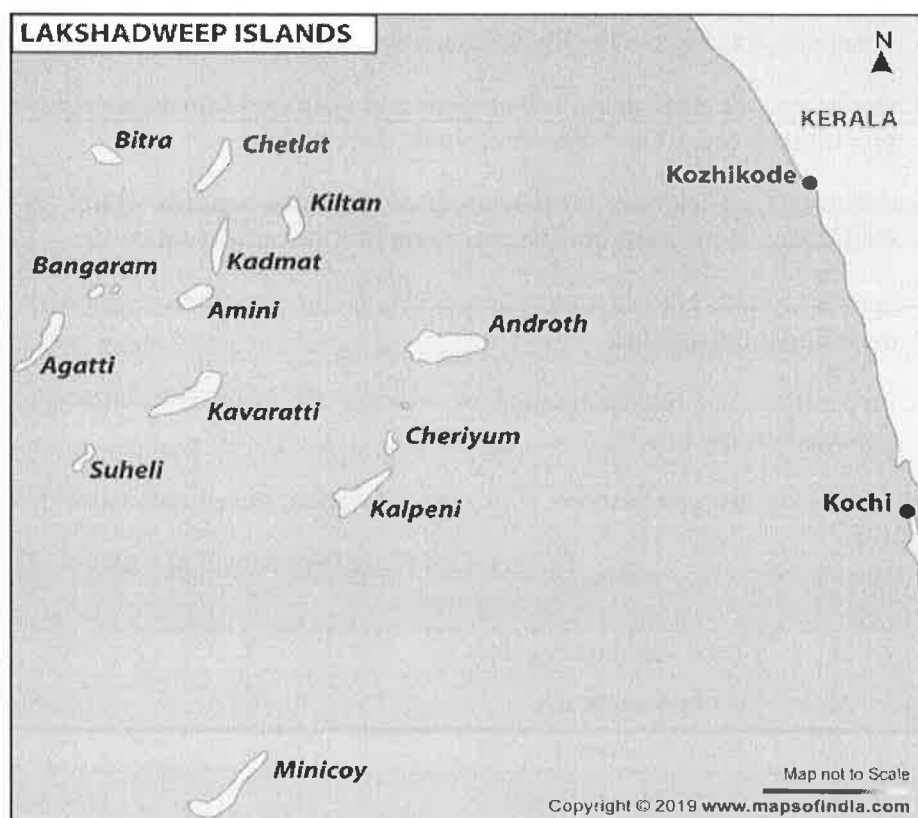 LAKSHADWEEP ISLANDS
N
KERALA
Bitra
Chetlat
Kozhikode
Kiltan
Kadmat
Bangaram
Amini
Androth
Agatti
Kavaratti
Cheriyum
Suheli
Kalpeni
Kochi
Minicoy
Map not to Scale
Copyright © 2019 www.mapsofindia.com